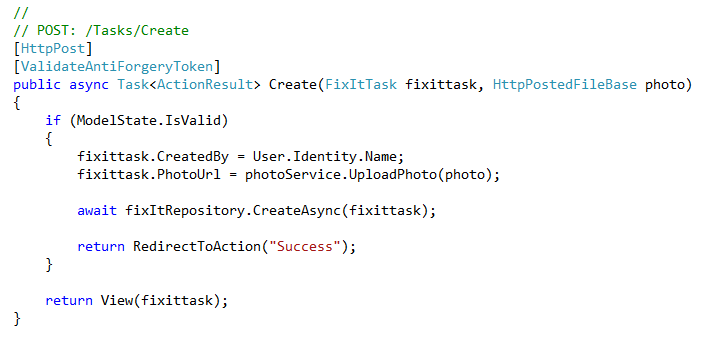 //
// POST: /Tasks/Create
[HttpPost]
[ValidateAntiForgeryToken]
public async Task<ActionResult> Create(FixItTask fixittask, HttpPostedFileBase photo)
{
    if (ModelState.IsValid)
    {
        fixittask.CreatedBy = User.Identity.Name;
        fixittask.PhotoUrl = photoService.UploadPhoto(photo);

        await fixItRepository.CreateAsync(fixittask);

        return RedirectToAction("Success");
    }

    return View(fixittask);
}